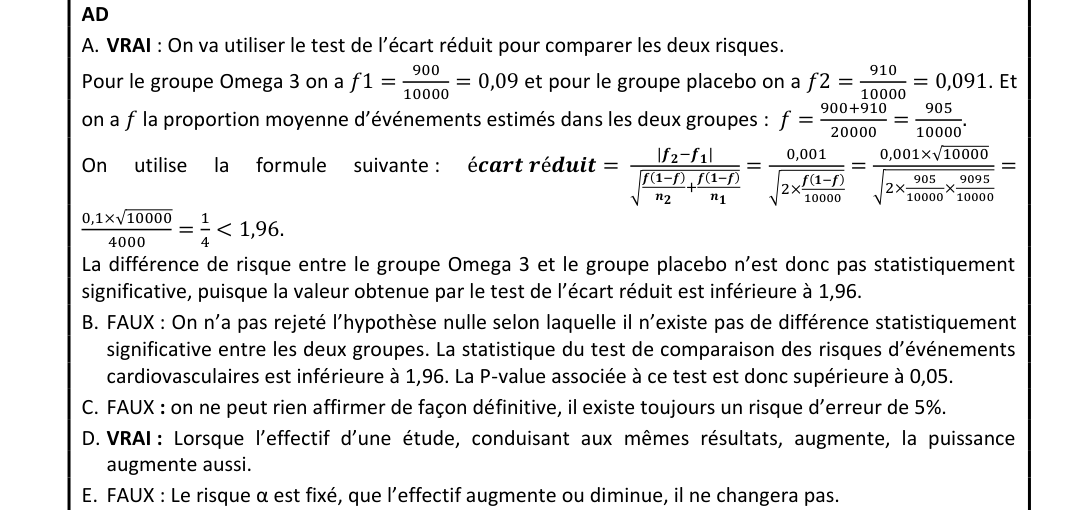 AD
A. VRAI : On va utiliser le test de l'écart réduit pour comparer les deux risques.
Pour le groupe Omega 3 on a f1 = 900/10000 = 0,09 et pour le groupe placebo on a f2 = 910/10000 = 0,091. Et
on a f la proportion moyenne d'événements estimés dans les deux groupes : f = 900+910/20000 = 905/10000.
On utilise la formule suivante : écart réduit = |f₂−f₁|/√(f(1−f)/n₂ + f(1−f)/n₁) = 0,001/√(2×f(1−f)/10000) = 0,001×√10000/√(2×905/10000×9095/10000) =
0,1×√10000/4000 = 1/4 < 1,96.
La différence de risque entre le groupe Omega 3 et le groupe placebo n'est donc pas statistiquement
significative, puisque la valeur obtenue par le test de l'écart réduit est inférieure à 1,96.
B. FAUX : On n'a pas rejeté l'hypothèse nulle selon laquelle il n'existe pas de différence statistiquement
significative entre les deux groupes. La statistique du test de comparaison des risques d'événements
cardiovasculaires est inférieure à 1,96. La P-value associée à ce test est donc supérieure à 0,05.
C. FAUX : on ne peut rien affirmer de façon définitive, il existe toujours un risque d'erreur de 5%.
D. VRAI : Lorsque l'effectif d'une étude, conduisant aux mêmes résultats, augmente, la puissance
augmente aussi.
E. FAUX : Le risque α est fixé, que l'effectif augmente ou diminue, il ne changera pas.